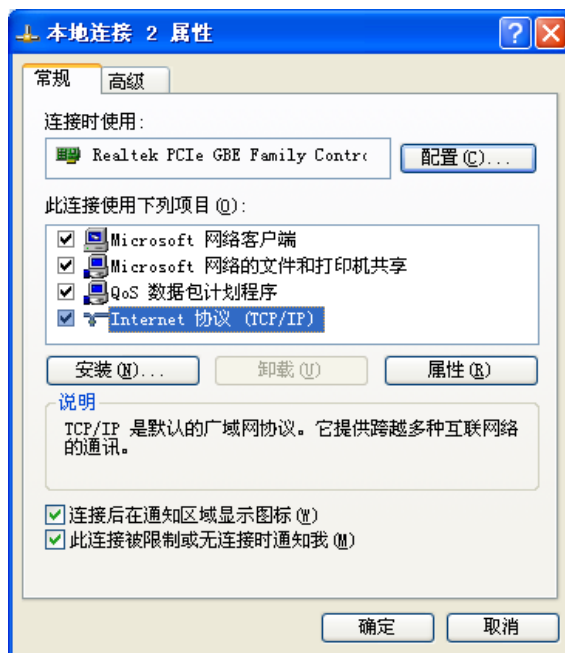 本地连接 2 属性
常规
高级
连接时使用:
Realtek PCIe GBE Family Contr
配置(C)...
此连接使用下列项目(O):
Microsoft 网络客户端
Microsoft 网络的文件和打印机共享
QoS 数据包计划程序
Internet 协议 (TCP/IP)
安装(N)...
卸载(U)
属性(R)
说明
TCP/IP 是默认的广域网协议。它提供跨越多种互联网络
的通讯。
连接后在通知区域显示图标(W)
此连接被限制或无连接时通知我(M)
确定
取消